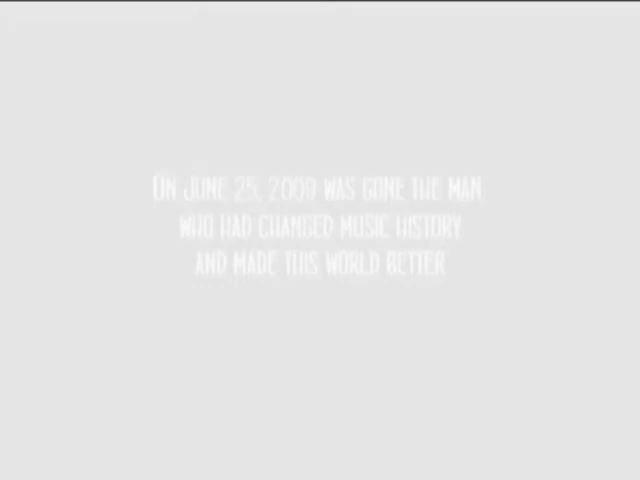 ON JUNE 25, 2009 WAS GONE THE MAN
WHO HAD CHANGED MUSIC HISTORY
AND MADE THIS WORLD BETTER